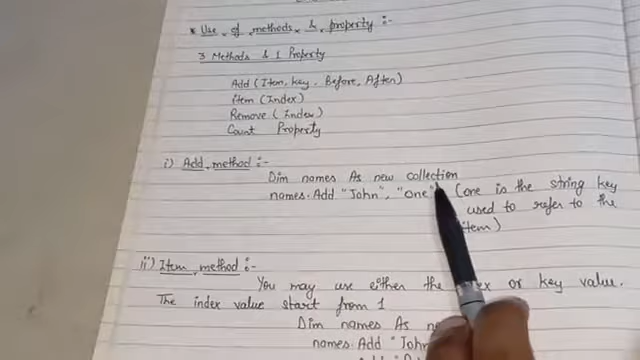 * Use of methods & property :-
3 Methods & 1 Property
Add (Item, Key, Before, After)
Item (Index)
Remove (Index)
Count Property
i) Add method :-
Dim names As new collection
names.Add "John", "one" (one is the string key
used to refer to the
item)
ii) Item method :-
You may use either the or key value.
The index value start from 1
Dim names As
names.Add "John